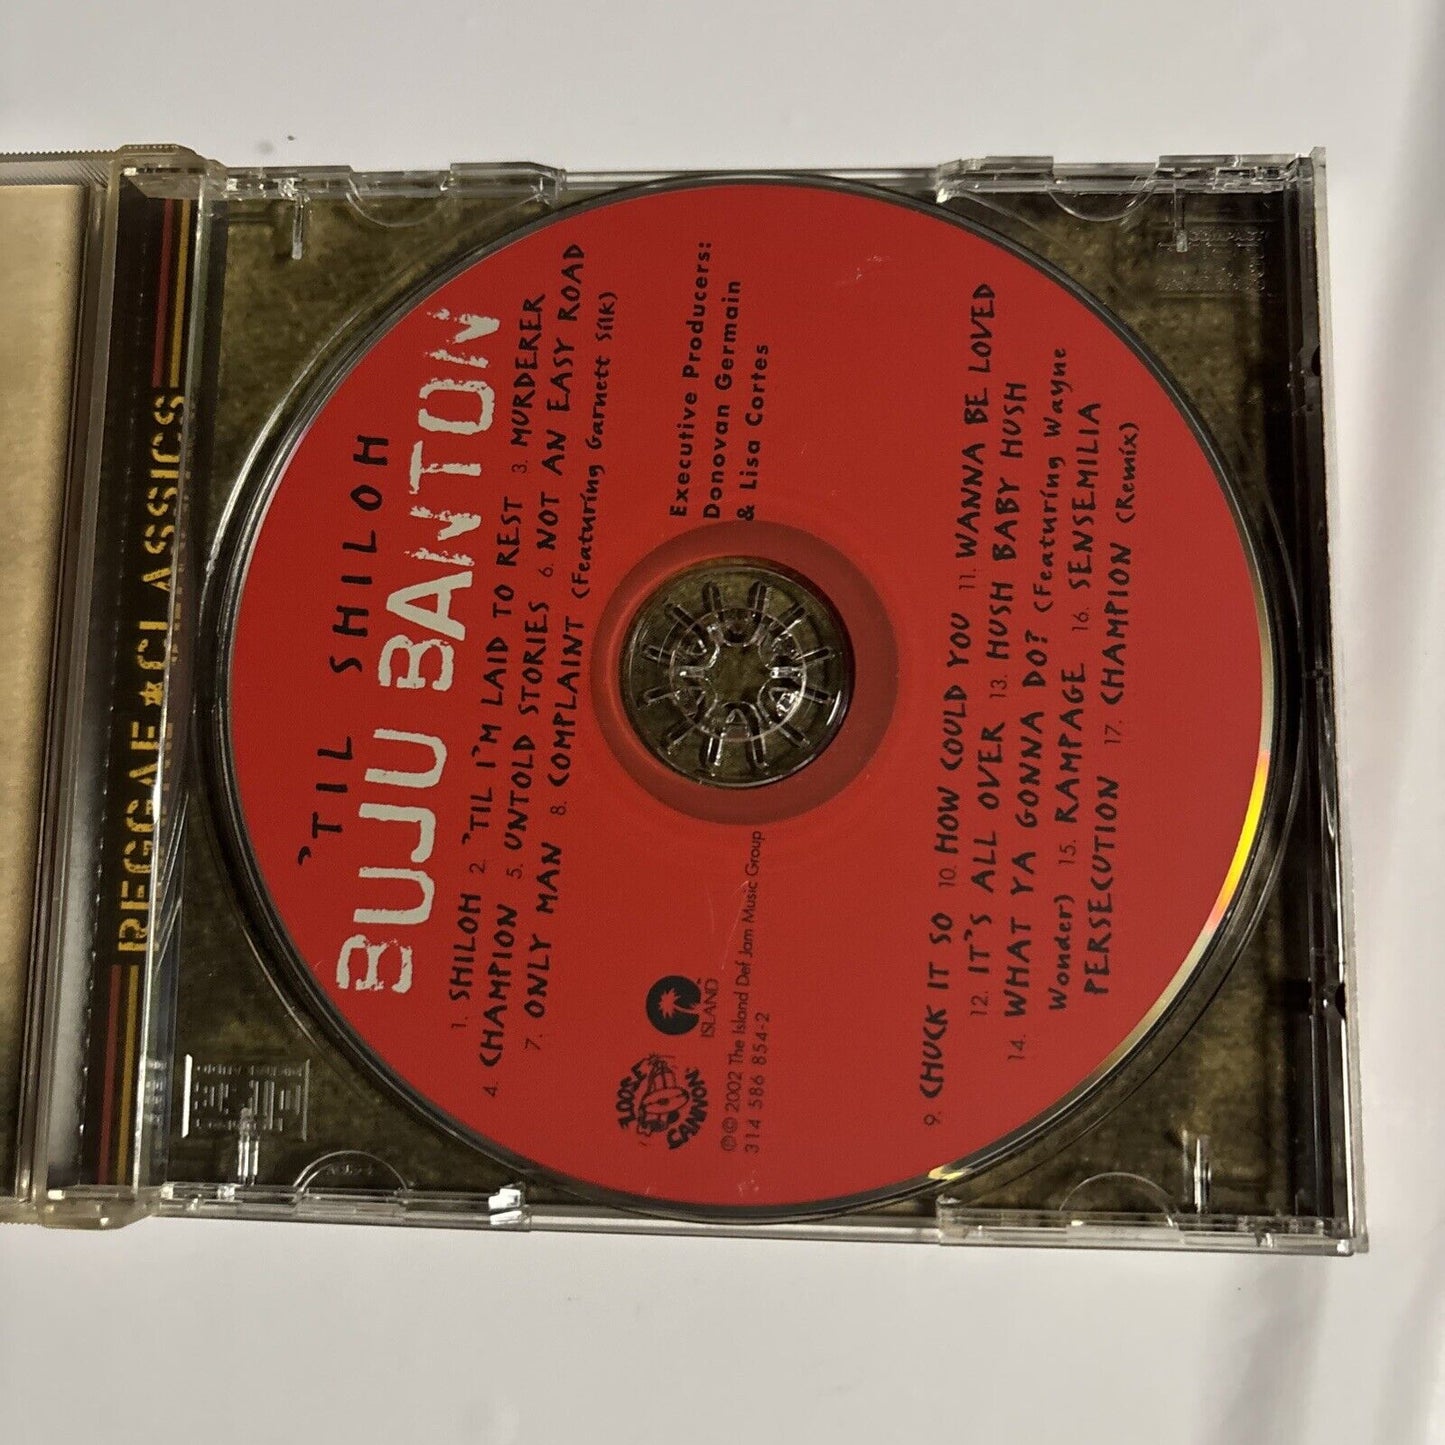 REGGAE★CLASSICS
'TIL SHILOH
BUJU BANTON
1. SHILOH 2. 'TIL I'M LAID TO REST 3. MURDERER
4. CHAMPION 5. UNTOLD STORIES 6. NOT AN EASY ROAD
7. ONLY MAN 8. COMPLAINT (Featuring Garnett Silk)
Executive Producers:
Donovan Germain
& Lisa Cortes
LOOSE
CANNON
ISLAND
℗©2002 The Island Def Jam Music Group
314 586 854-2
9. CHUCK IT SO 10. HOW COULD YOU 11. WANNA BE LOVED
12. IT'S ALL OVER 13. HUSH BABY HUSH
14. WHAT YA GONNA DO? (Featuring Wayne
Wonder) 15. RAMPAGE 16. SENSEMILIA
PERSECUTION 17. CHAMPION (Remix)
COMPACT